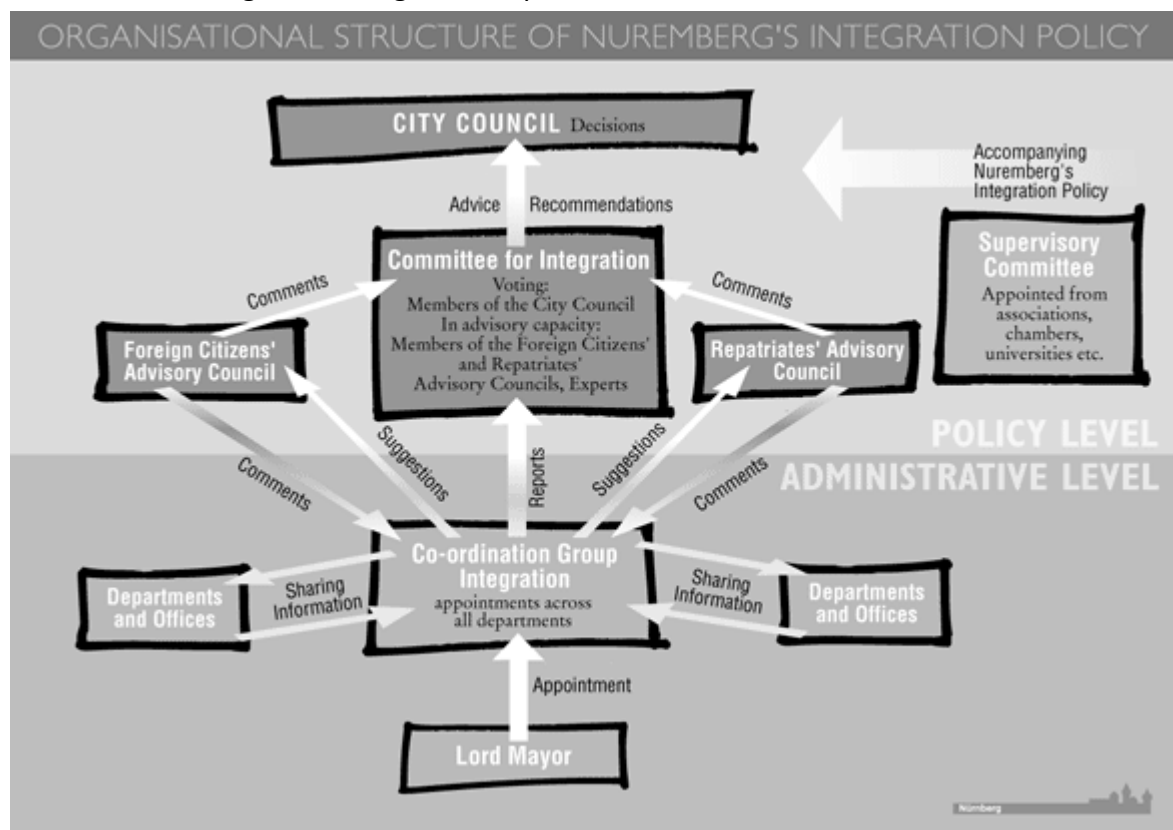 ORGANISATIONAL STRUCTURE OF NUREMBERG'S INTEGRATION POLICY
CITY COUNCIL Decisions
Accompanying
Nuremberg's
Integration Policy
Advice Recommendations
Supervisory
Committee
Appointed from
associations,
chambers,
universities etc.
Committee for Integration
Voting:
Members of the City Council
In advisory capacity:
Members of the Foreign Citizens'
and Repatriates'
Advisory Councils, Experts
Comments
Comments
Foreign Citizens'
Advisory Council
Repatriates' Advisory
Council
POLICY LEVEL
ADMINISTRATIVE LEVEL
Comments
Suggestions
Reports
Suggestions
Comments
Co-ordination Group
Integration
appointments across
all departments
Departments
and Offices
Sharing
Information
Sharing
Information
Departments
and Offices
Appointment
Lord Mayor
Nürnberg